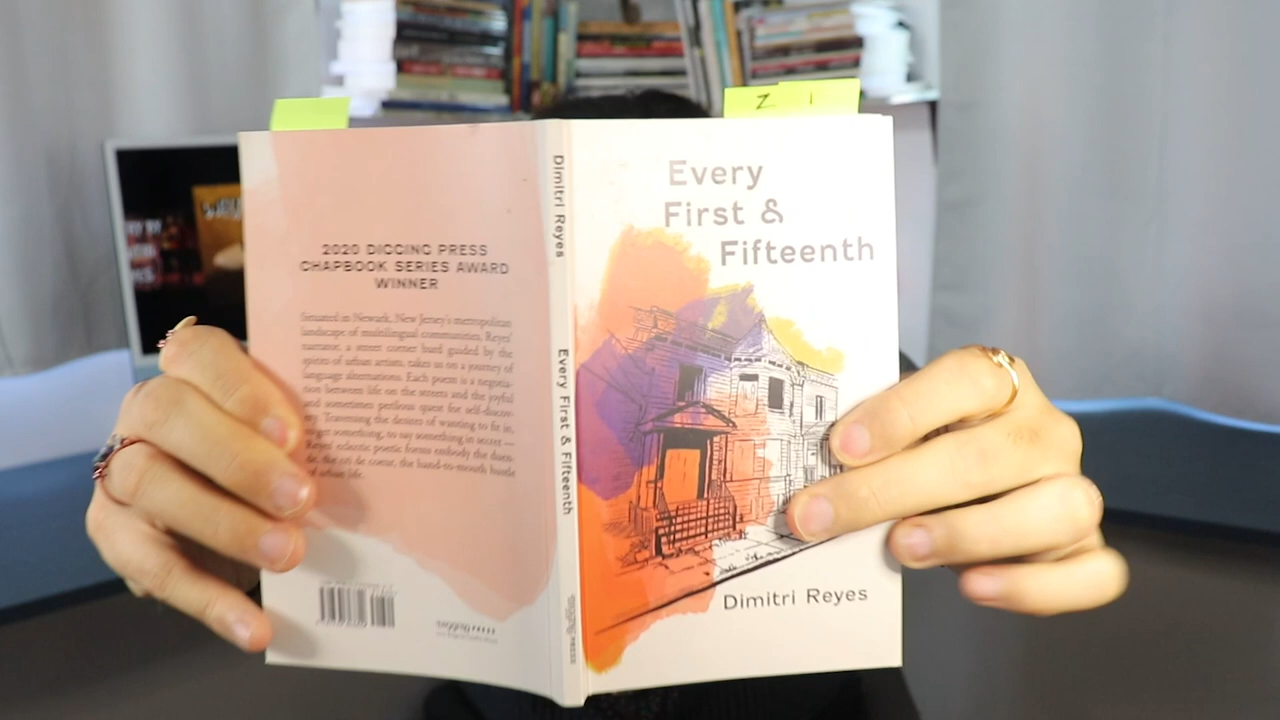 Z I
2020 DIGGING PRESS
CHAPBOOK SERIES AWARD
WINNER
Situated in Newark, New Jersey's metropolitan
landscape of multilingual communities, Reyes'
narrator, a street corner bard guided by the
spirits of urban artists, takes us on a journey of
language alternations. Each poem is a negotia-
tion between life on the streets and the joyful
and sometimes perilous quest for self-discov-
ery. Traversing the desires of wanting to fit in,
to get something, to say something in secret —
Reyes' eclectic poetic forms embody the duen-
de, the cri de coeur, the hand-to-mouth hustle
of urban life.
Dimitri Reyes
Every First & Fifteenth
Every
First &
Fifteenth
Dimitri Reyes